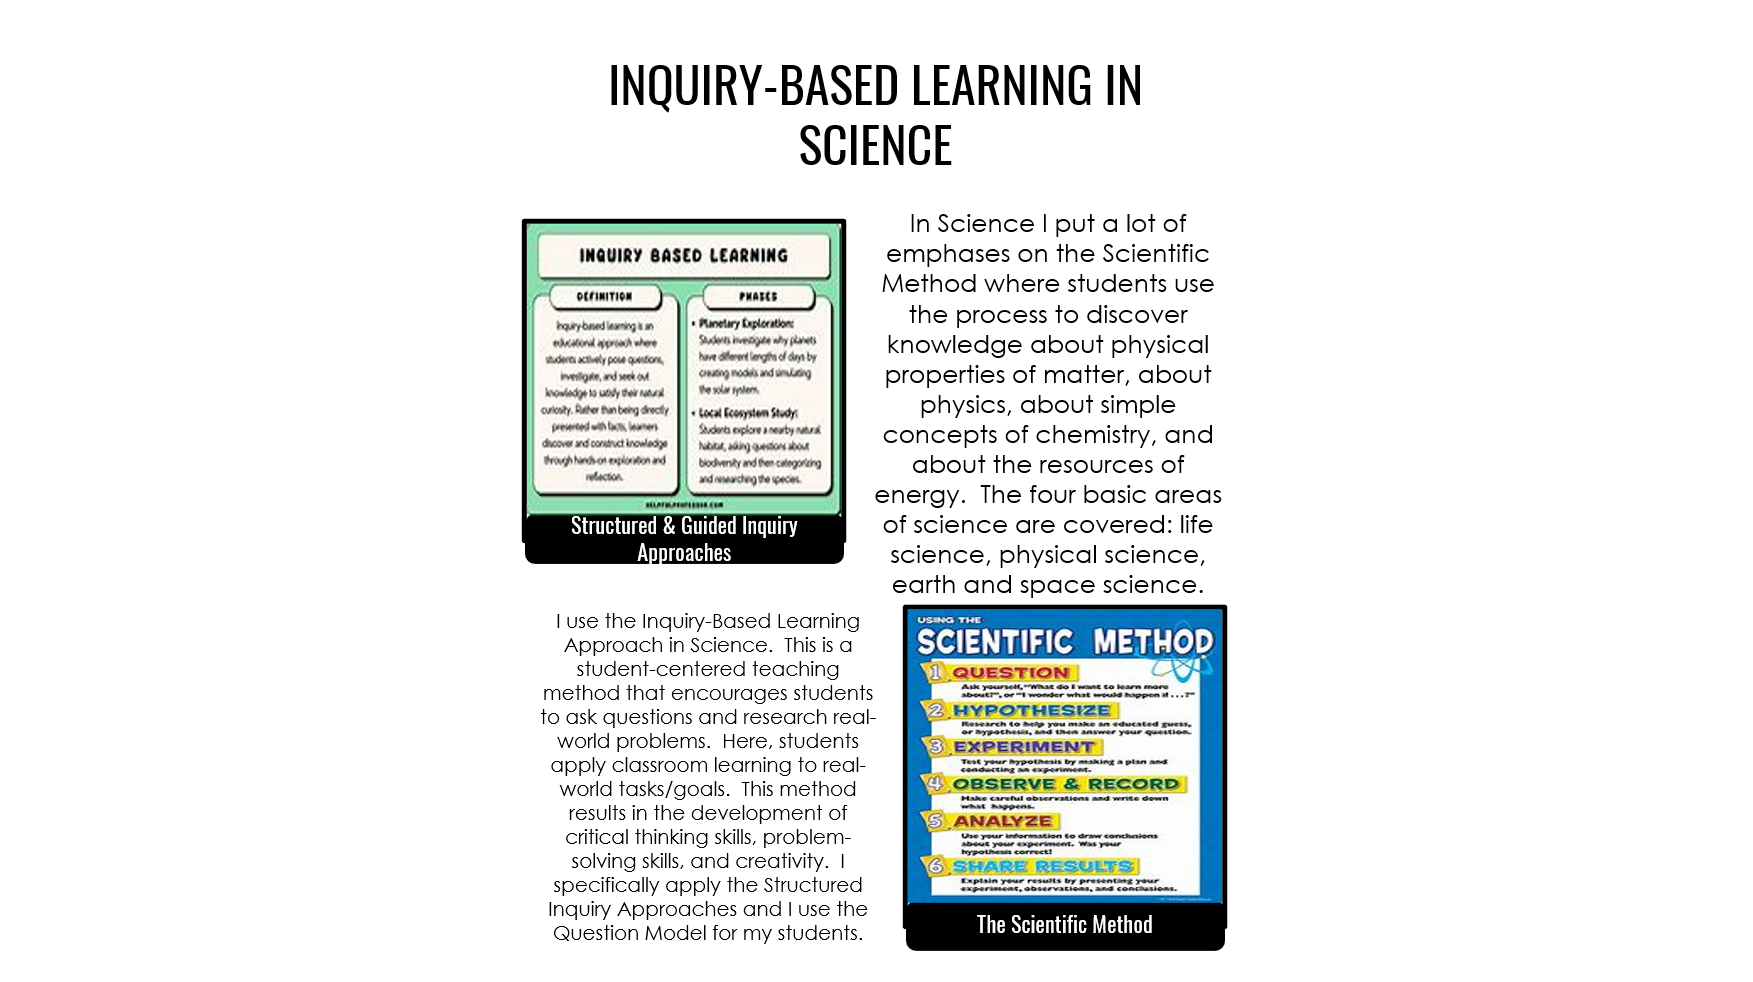 INQUIRY-BASED LEARNING IN
SCIENCE
INQUIRY BASED LEARNING
DEFINITION
Inquiry-based learning is an
educational approach where
students actively pose questions,
investigate, and seek out
knowledge to satisfy their natural
curiosity. Rather than being directly
presented with facts, learners
discover and construct knowledge
through hands-on exploration and
reflection.
PHASES
• Planetary Exploration:
Students investigate why planets
have different lengths of days by
creating models and simulating
the solar system.
• Local Ecosystem Study:
Students explore a nearby natural
habitat, asking questions about
biodiversity and then categorizing
and researching the species.
HELPFULPROFESSOR.COM
Structured & Guided Inquiry
Approaches
In Science I put a lot of
emphases on the Scientific
Method where students use
the process to discover
knowledge about physical
properties of matter, about
physics, about simple
concepts of chemistry, and
about the resources of
energy.  The four basic areas
of science are covered: life
science, physical science,
earth and space science.
I use the Inquiry-Based Learning
Approach in Science.  This is a
student-centered teaching
method that encourages students
to ask questions and research real-
world problems.  Here, students
apply classroom learning to real-
world tasks/goals.  This method
results in the development of
critical thinking skills, problem-
solving skills, and creativity.  I
specifically apply the Structured
Inquiry Approaches and I use the
Question Model for my students.
USING THE
SCIENTIFIC METHOD
1 QUESTION
Ask yourself, "What do I want to learn more
about?", or "I wonder what would happen if ...?"
2 HYPOTHESIZE
Research to help you make an educated guess,
or hypothesis, and then answer your question.
3 EXPERIMENT
Test your hypothesis by making a plan and
conducting an experiment.
4 OBSERVE & RECORD
Make careful observations and write down
what happens.
5 ANALYZE
Use your information to draw conclusions
about your experiment. Was your
hypothesis correct?
6 SHARE RESULTS
Explain your results by presenting your
experiment, observations, and conclusions.
The Scientific Method